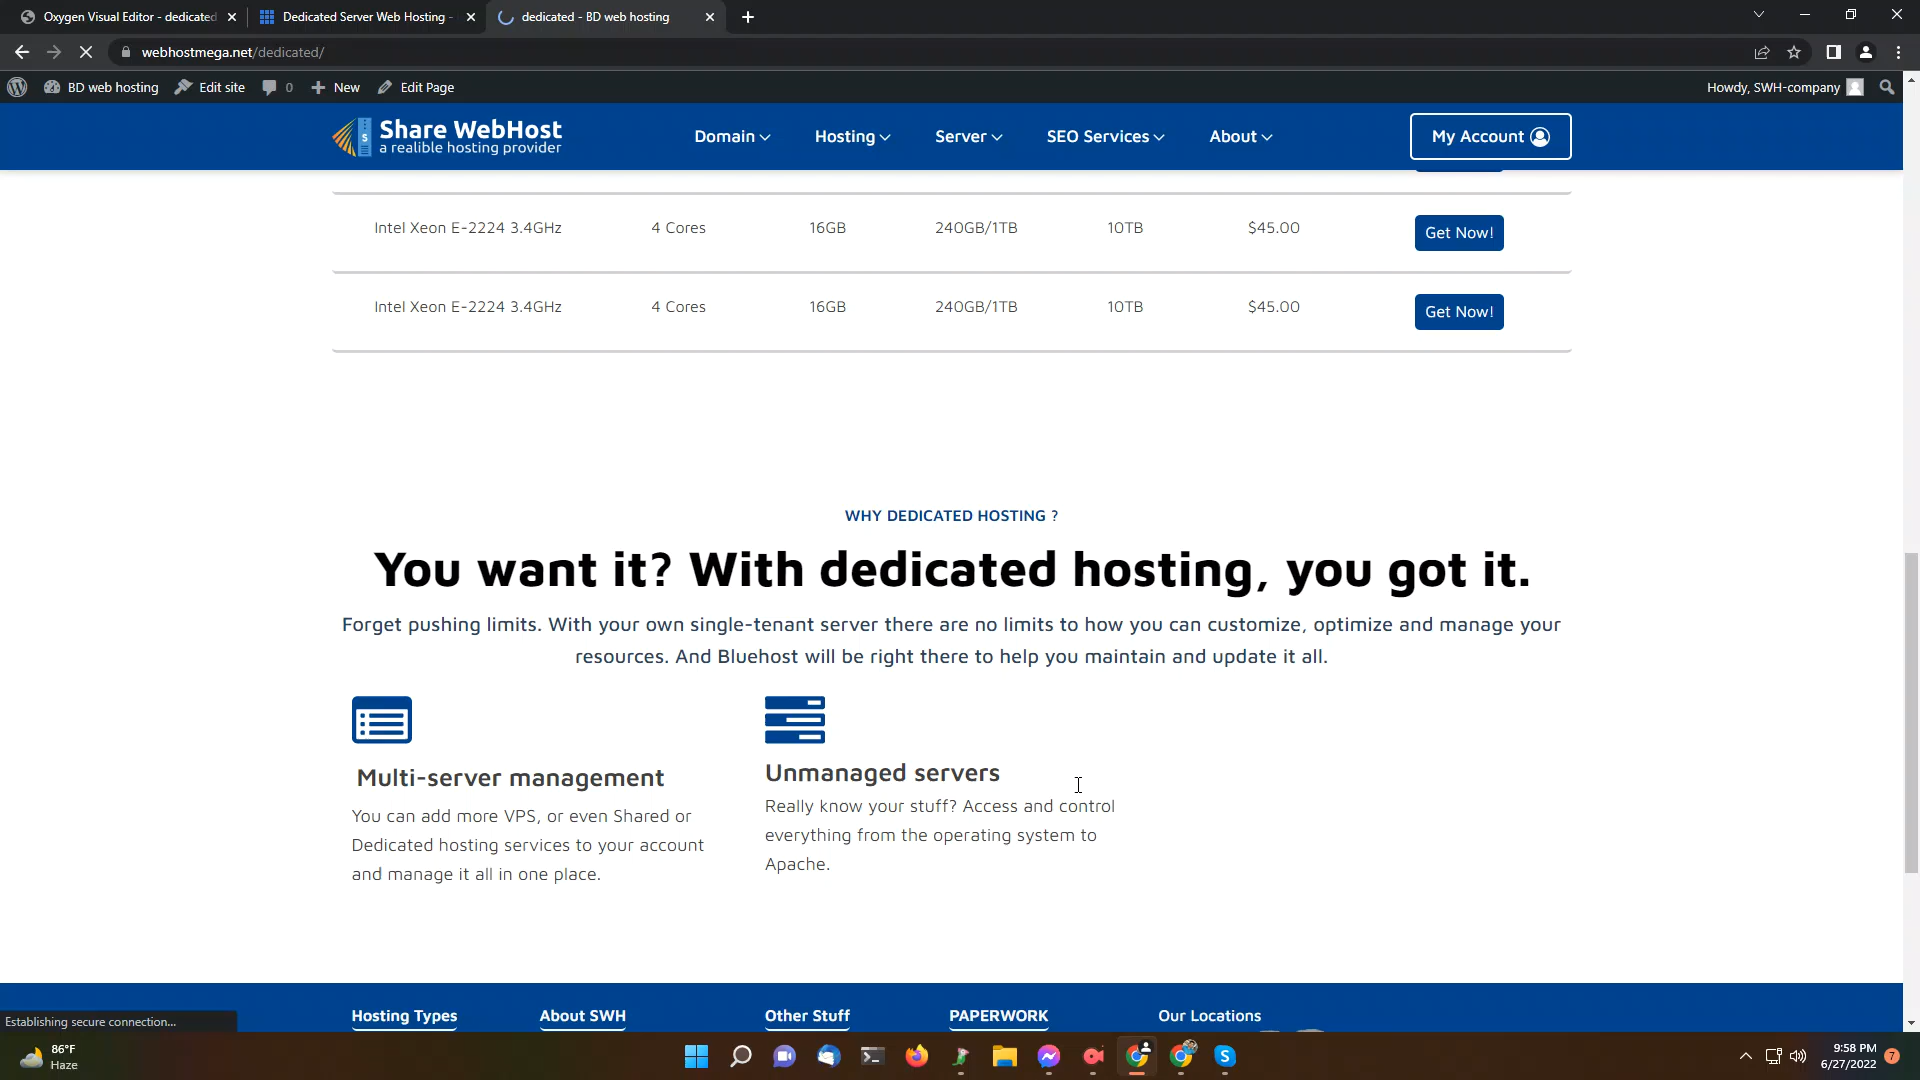 Oxygen Visual Editor - dedicated
Dedicated Server Web Hosting -
dedicated - BD web hosting
webhostmega.net/dedicated/
BD web hosting
Edit site
0
New
Edit Page
Howdy, SWH-company
Share WebHost
a realible hosting provider
Domain
Hosting
Server
SEO Services
About
My Account
Intel Xeon E-2224 3.4GHz 4 Cores 16GB 240GB/1TB 10TB $45.00 Get Now!
Intel Xeon E-2224 3.4GHz 4 Cores 16GB 240GB/1TB 10TB $45.00 Get Now!
WHY DEDICATED HOSTING ?
You want it? With dedicated hosting, you got it.
Forget pushing limits. With your own single-tenant server there are no limits to how you can customize, optimize and manage your
resources. And Bluehost will be right there to help you maintain and update it all.
Multi-server management
You can add more VPS, or even Shared or
Dedicated hosting services to your account
and manage it all in one place.
Unmanaged servers
Really know your stuff? Access and control
everything from the operating system to
Apache.
Hosting Types
About SWH
Other Stuff
PAPERWORK
Our Locations
Establishing secure connection...
86°F
Haze
9:58 PM
6/27/2022
7